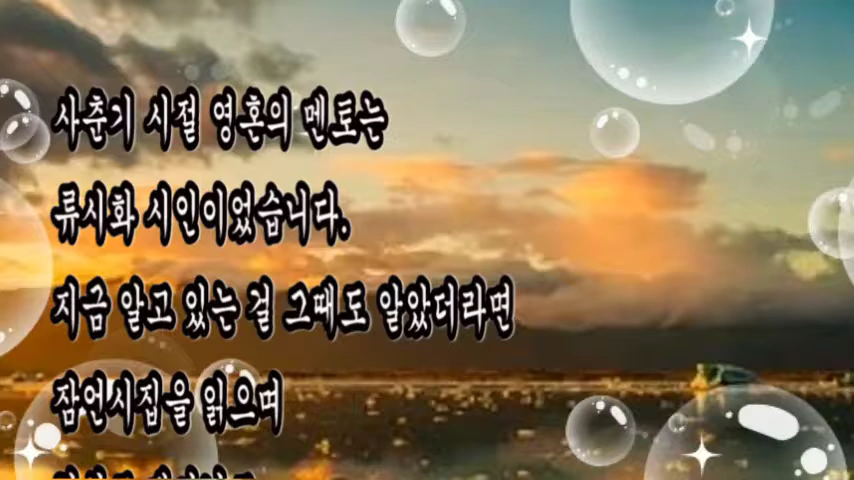 사춘기 시절 영혼의 멘토는
류시화 시인이었습니다.
지금 알고 있는 걸 그때도 알았더라면
잠언시집을 읽으며